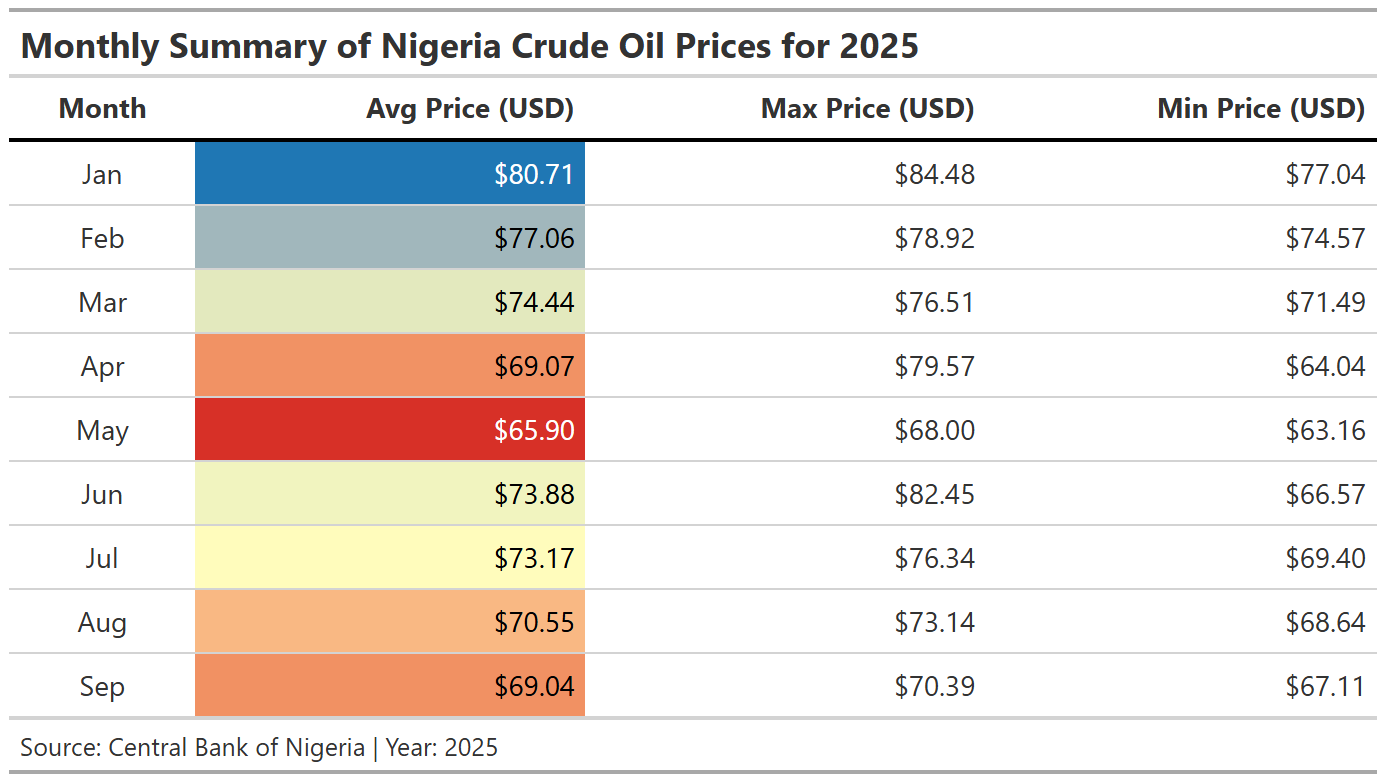 Monthly Summary of Nigeria Crude Oil Prices for 2025
Month Avg Price (USD) Max Price (USD) Min Price (USD)
Jan $80.71 $84.48 $77.04
Feb $77.06 $78.92 $74.57
Mar $74.44 $76.51 $71.49
Apr $69.07 $79.57 $64.04
May $65.90 $68.00 $63.16
Jun $73.88 $82.45 $66.57
Jul $73.17 $76.34 $69.40
Aug $70.55 $73.14 $68.64
Sep $69.04 $70.39 $67.11
Source: Central Bank of Nigeria | Year: 2025